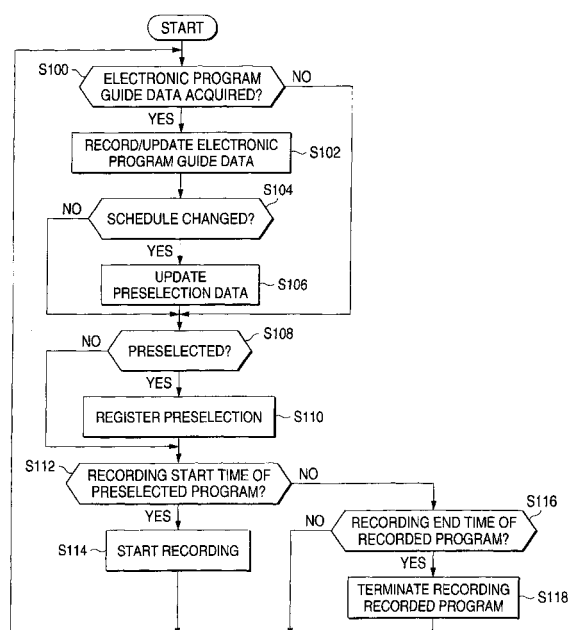 START
S100
ELECTRONIC PROGRAM
GUIDE DATA ACQUIRED?
NO
YES
RECORD/UPDATE ELECTRONIC
PROGRAM GUIDE DATA
S102
S104
NO
SCHEDULE CHANGED?
YES
UPDATE
PRESELECTION DATA
S106
S108
NO
PRESELECTED?
YES
REGISTER PRESELECTION
S110
S112
RECORDING START TIME OF
PRESELECTED PROGRAM?
NO
YES
S114
START RECORDING
S116
NO
RECORDING END TIME OF
RECORDED PROGRAM?
YES
TERMINATE RECORDING
RECORDED PROGRAM
S118